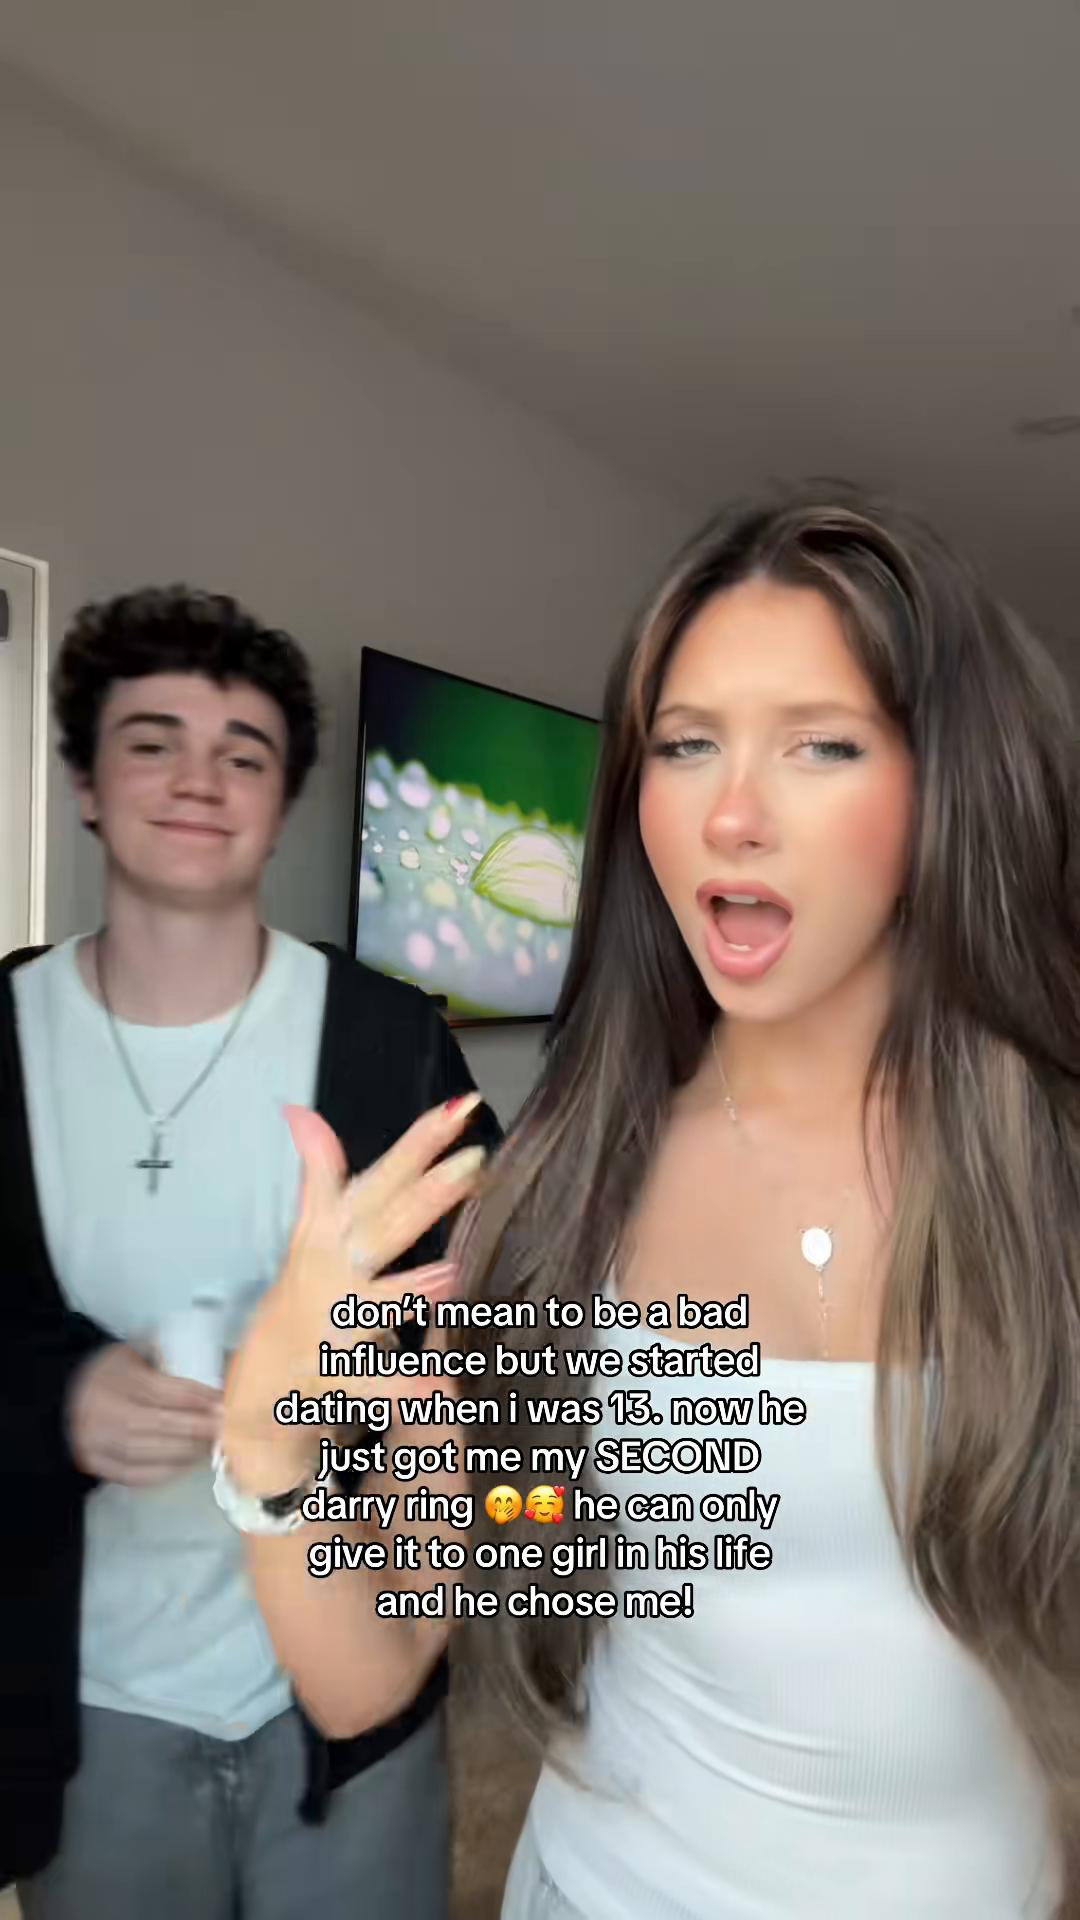 don't mean to be a bad
influence but we started
dating when i was 13. now he
just got me my SECOND
darry ring 🤭🥰 he can only
give it to one girl in his life
and he chose me!